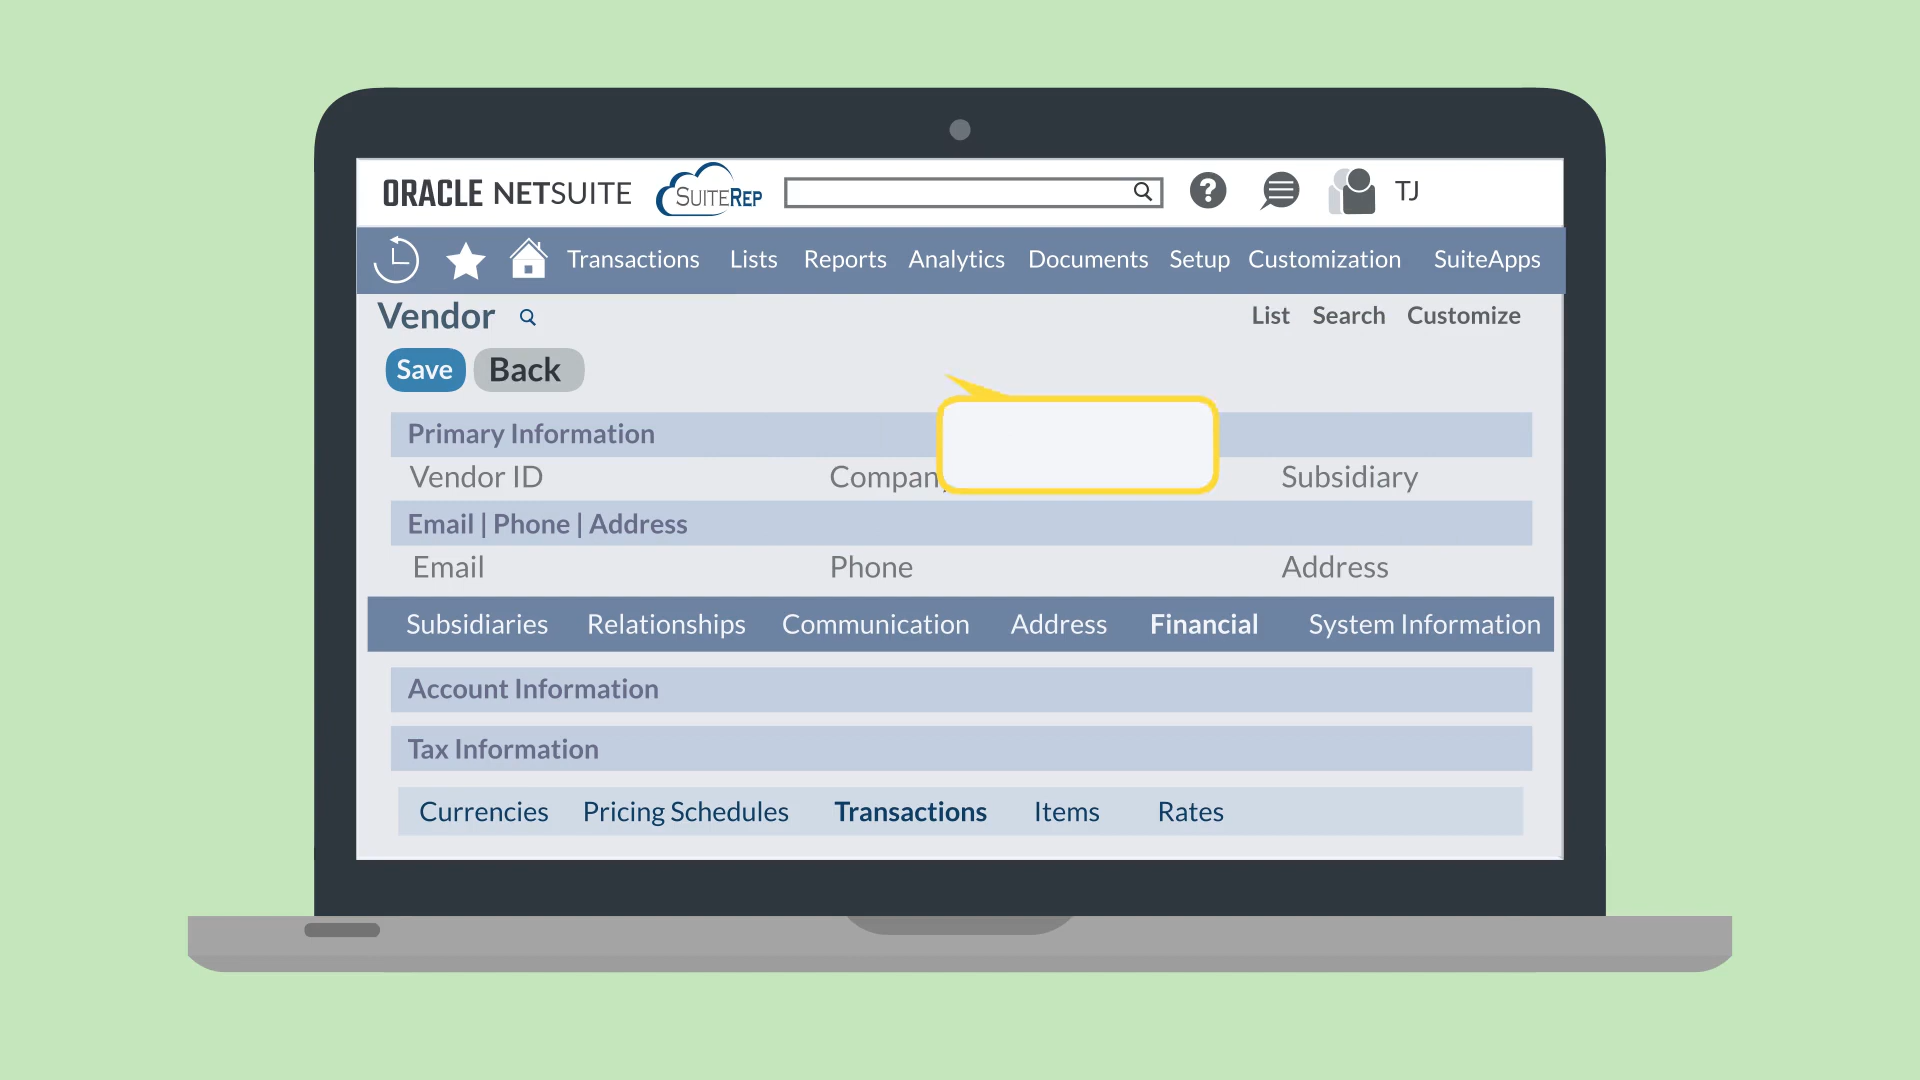 ORACLE NETSUITE SUITEREP TJ
Transactions Lists Reports Analytics Documents Setup Customization SuiteApps
Vendor List Search Customize
Save Back
Primary Information
Vendor ID Subsidiary
Email | Phone | Address
Email Phone Address
Subsidiaries Relationships Communication Address Financial System Information
Account Information
Tax Information
Currencies Pricing Schedules Transactions Items Rates